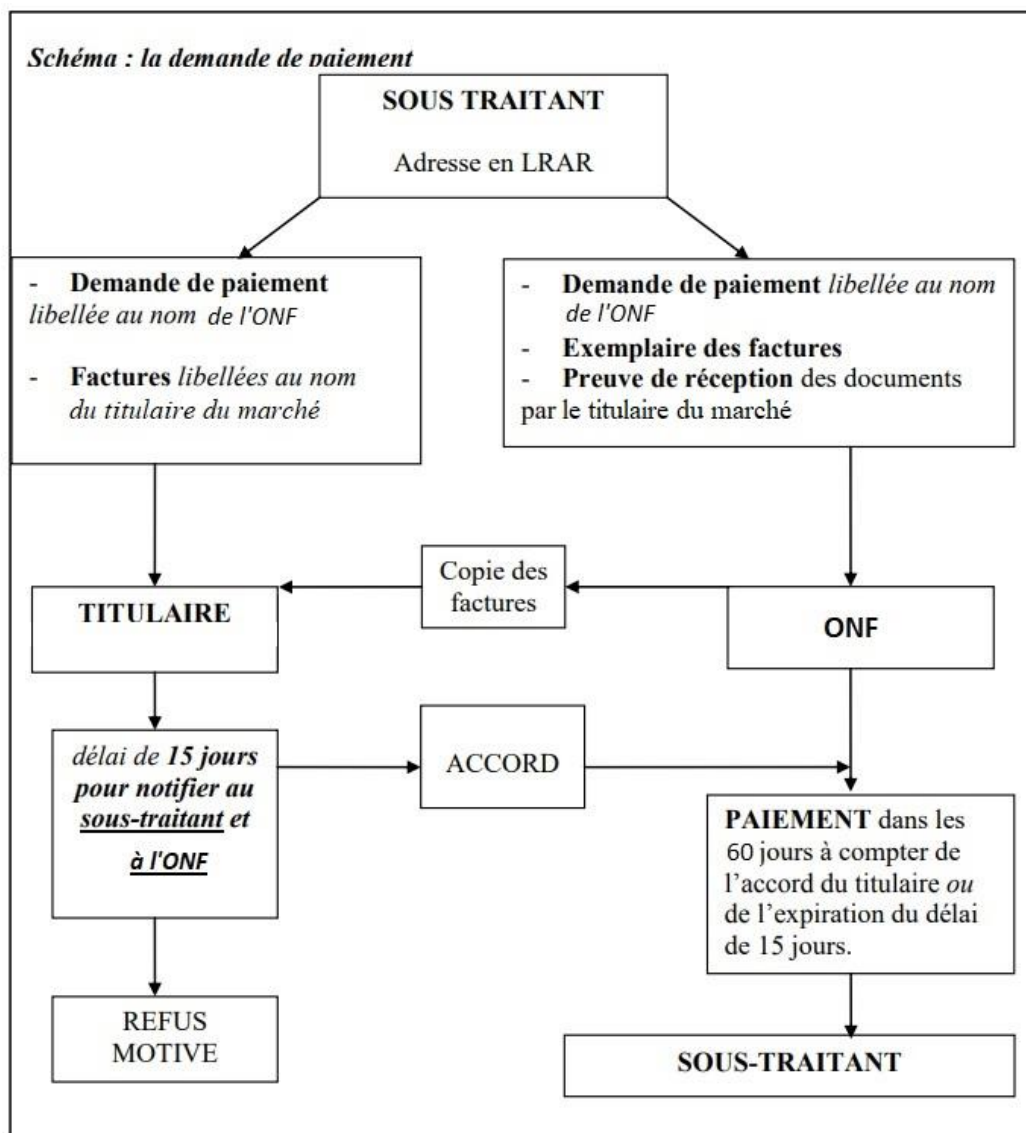 Schéma : la demande de paiement
SOUS TRAITANT
Adresse en LRAR
- Demande de paiement
libellée au nom de l'ONF
- Factures libellées au nom
du titulaire du marché
- Demande de paiement libellée au nom
de l'ONF
- Exemplaire des factures
- Preuve de réception des documents
par le titulaire du marché
Copie des
factures
TITULAIRE
ONF
délai de 15 jours
pour notifier au
sous-traitant et
à l'ONF
ACCORD
PAIEMENT dans les
60 jours à compter de
l'accord du titulaire ou
de l'expiration du délai
de 15 jours.
REFUS
MOTIVE
SOUS-TRAITANT